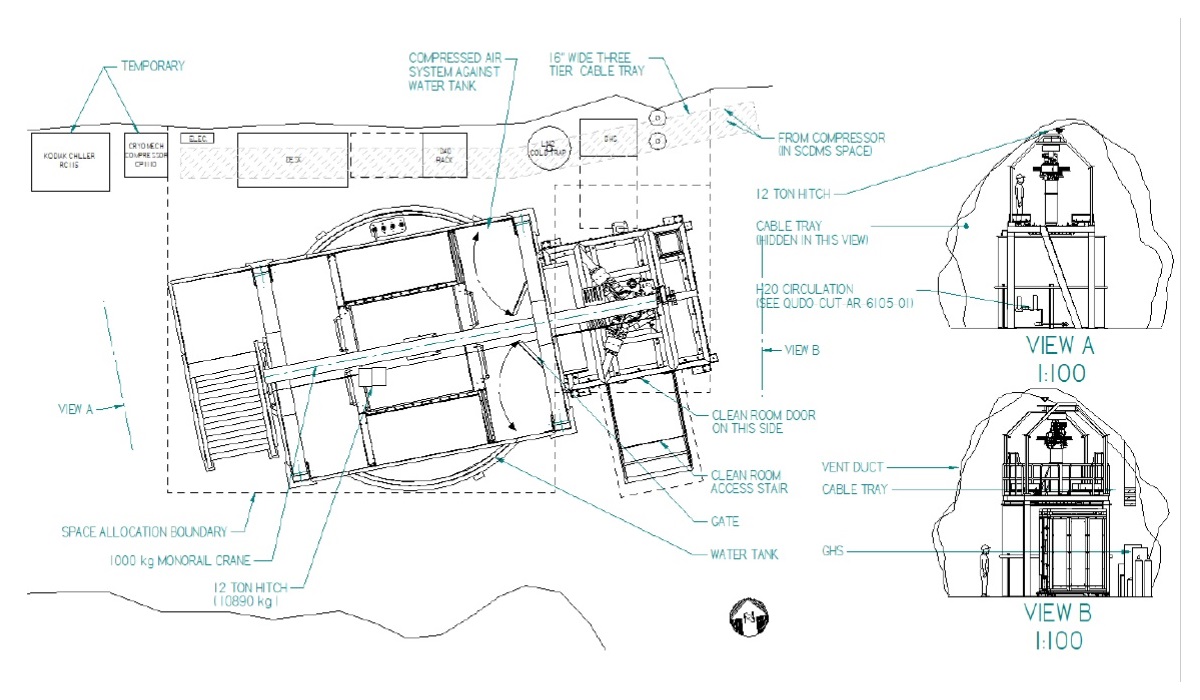 TEMPORARY
COMPRESSED AIR
SYSTEM AGAINST
WATER TANK
16" WIDE THREE
TIER CABLE TRAY
KODIAK CHILLER
RC115
CRYOMECH
COMPRESSOR
CP1110
ELEC.
DESK
DAQ
RACK
COLD TRAP
GHS
FROM COMPRESSOR
(IN SCDMS SPACE)
12 TON HITCH
CABLE TRAY
(HIDDEN IN THIS VIEW)
H20 CIRCULATION
(SEE QUDO CUT AR 6105 01)
VIEW A
1:100
VIEW B
VIEW A
CLEAN ROOM DOOR
ON THIS SIDE
CLEAN ROOM
ACCESS STAIR
GATE
WATER TANK
SPACE ALLOCATION BOUNDARY
1000 kg MONORAIL CRANE
12 TON HITCH
(10890 kg)
VENT DUCT
CABLE TRAY
GHS
VIEW B
1:100